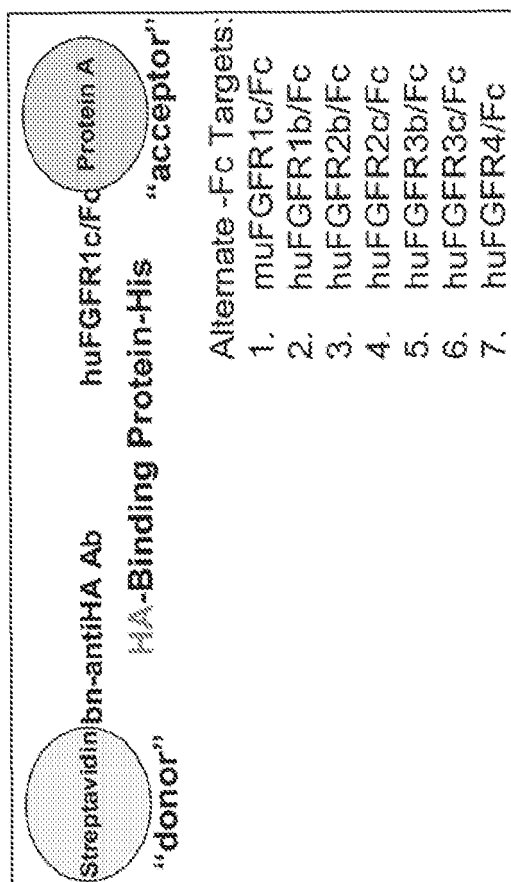 Streptavidin bn-antiHA Ab huFGFR1c/Fc Protein A
HA-Binding Protein-His
“donor” “acceptor”
Alternate -Fc Targets:
1. muFGFR1c/Fc
2. huFGFR1b/Fc
3. huFGFR2b/Fc
4. huFGFR2c/Fc
5. huFGFR3b/Fc
6. huFGFR3c/Fc
7. huFGFR4/Fc